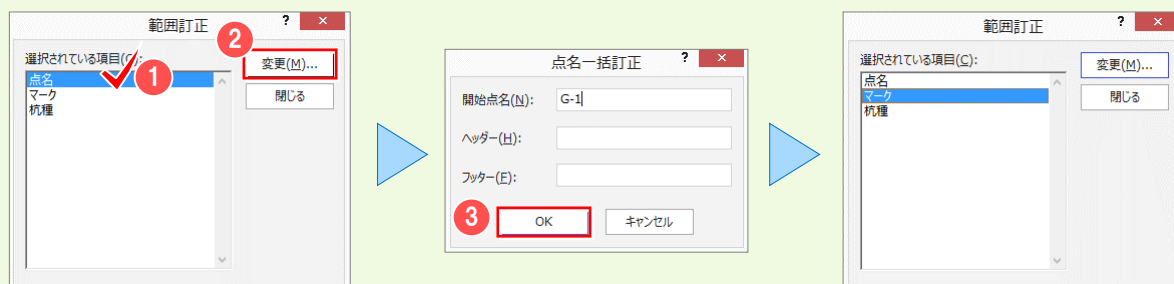 範囲訂正 ? ×
選択されている項目(C):
点名
マーク
杭種
変更(M)...
閉じる
1
2
点名一括訂正 ? ×
開始点名(N): G-1
ヘッダー(H):
フッター(F):
3
OK キャンセル
範囲訂正 ? ×
選択されている項目(C):
点名
マーク
杭種
変更(M)...
閉じる